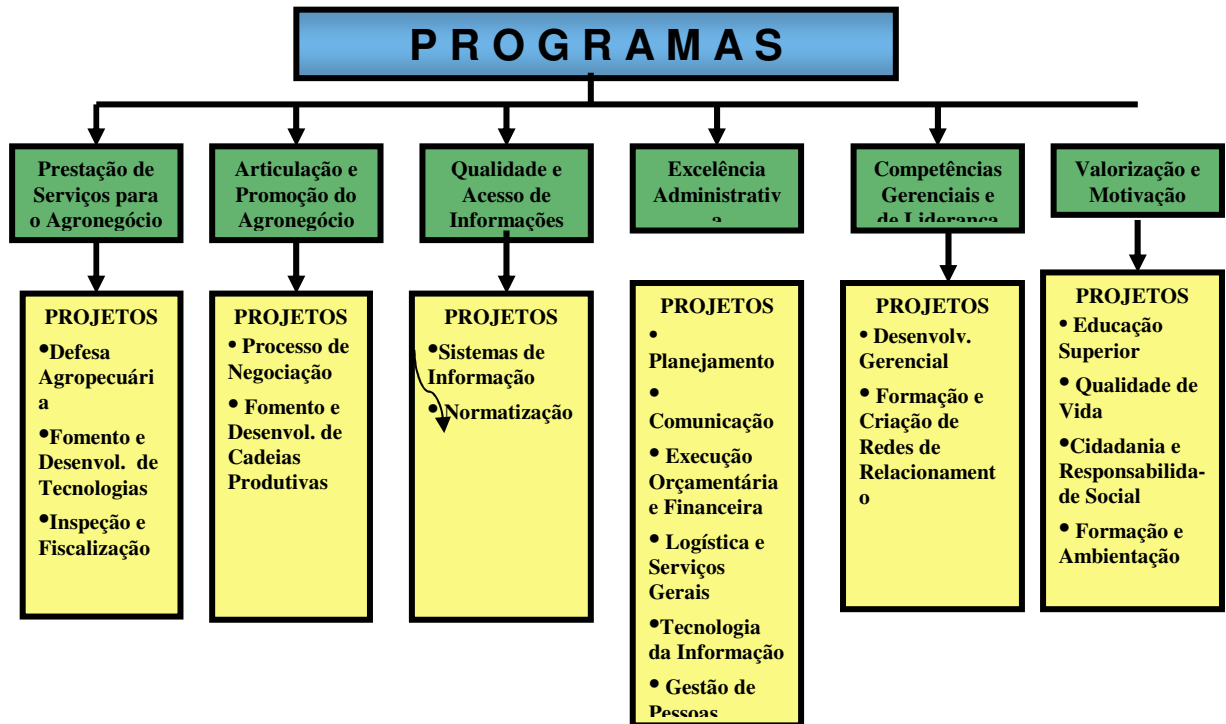 P R O G R A M A S
Prestação de
Serviços para
o Agronegócio
Articulação e
Promoção do
Agronegócio
Qualidade e
Acesso de
Informações
Excelência
Administrativ
a
Competências
Gerenciais e
de Liderança
Valorização e
Motivação
PROJETOS
•Defesa
Agropecuári
a
•Fomento e
Desenvol. de
Tecnologias
•Inspeção e
Fiscalização
PROJETOS
• Processo de
Negociação
• Fomento e
Desenvol. de
Cadeias
Produtivas
PROJETOS
•Sistemas de
Informação
• Normatização
PROJETOS
•
Planejamento
•
Comunicação
• Execução
Orçamentária
e Financeira
• Logística e
Serviços
Gerais
•Tecnologia
da Informação
• Gestão de
Pessoas
PROJETOS
• Desenvolv.
Gerencial
• Formação e
Criação de
Redes de
Relacionament
o
PROJETOS
• Educação
Superior
• Qualidade de
Vida
•Cidadania e
Responsabilida-
de Social
• Formação e
Ambientação